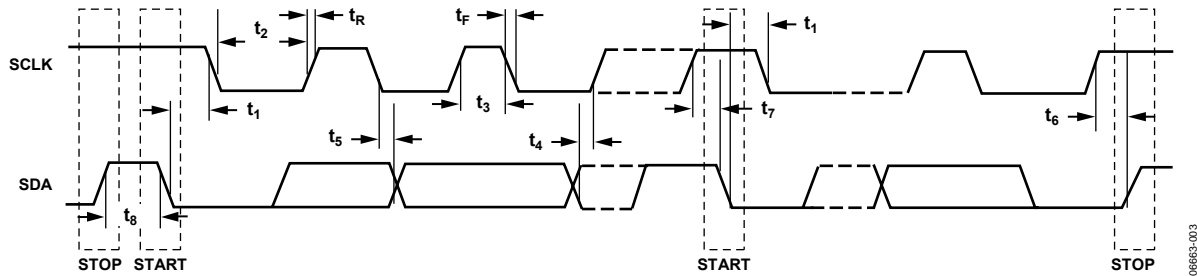 t2
tR
tF
t1
SCLK
t1
t3
t7
t6
t5
t4
SDA
t8
STOP
START
START
STOP
06663-003